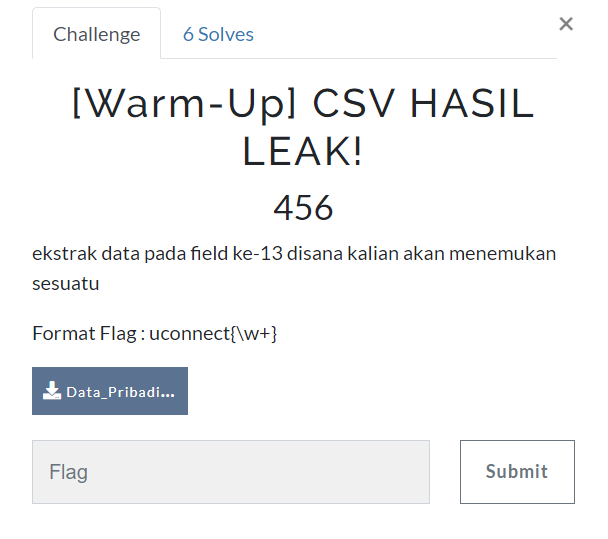 Challenge
6 Solves
×
[Warm-Up] CSV HASIL
LEAK!
456
ekstrak data pada field ke-13 disana kalian akan menemukan
sesuatu
Format Flag : uconnect{\w+}
Data_Pribadi...
Flag
Submit